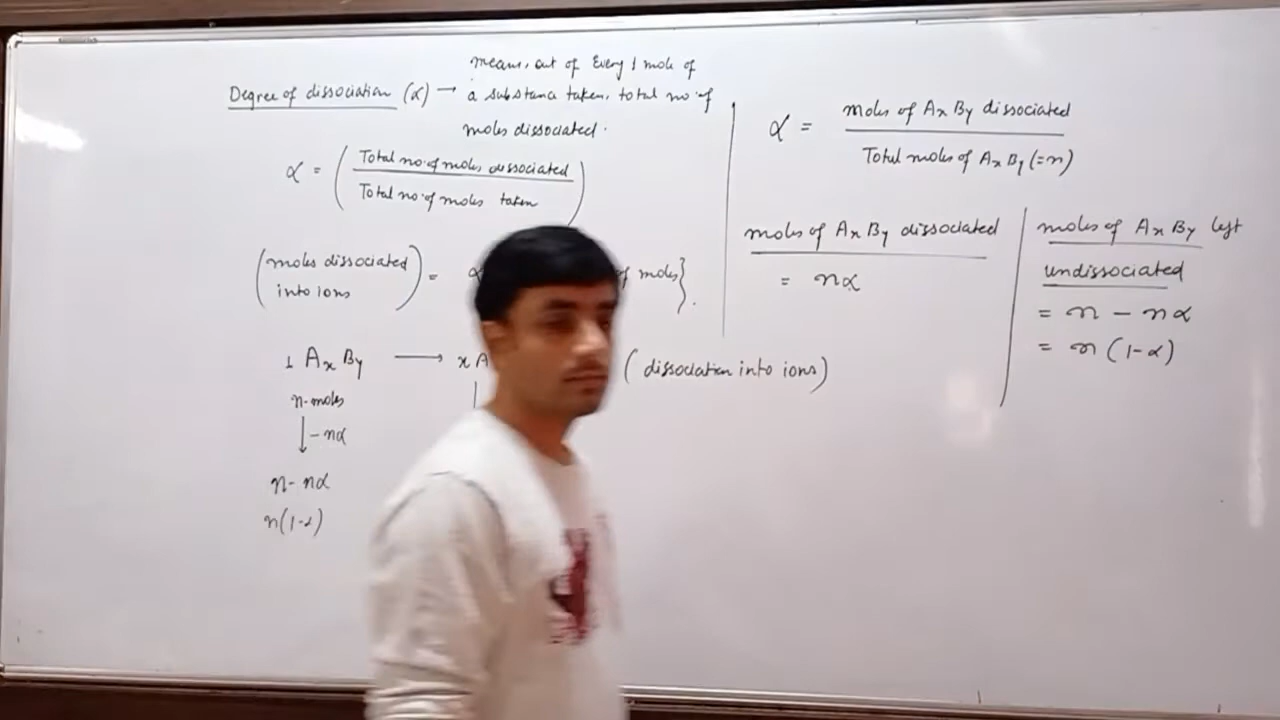 means, out of Every 1 mole of
Degree of dissociation (α) → a substance taken, total no. of
moles dissociated.
α = (Total no. of moles dissociated / Total no. of moles taken)
(moles dissociated into ions) = α of moles}.
1 AxBy → xA (dissociation into ions)
n-moles
↓ -nα
n - nα
n(1-α)
α = moles of AxBy dissociated / Total moles of AxBy (=n)
moles of AxBy dissociated
= nα
moles of AxBy left
undissociated
= n - nα
= n (1-α)